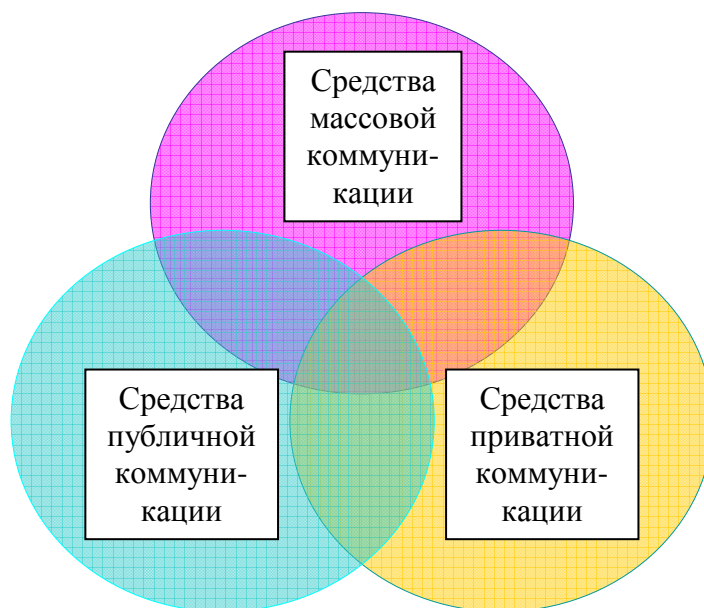 Средства
массовой
коммуни-
кации
Средства
публичной
коммуни-
кации
Средства
приватной
коммуни-
кации